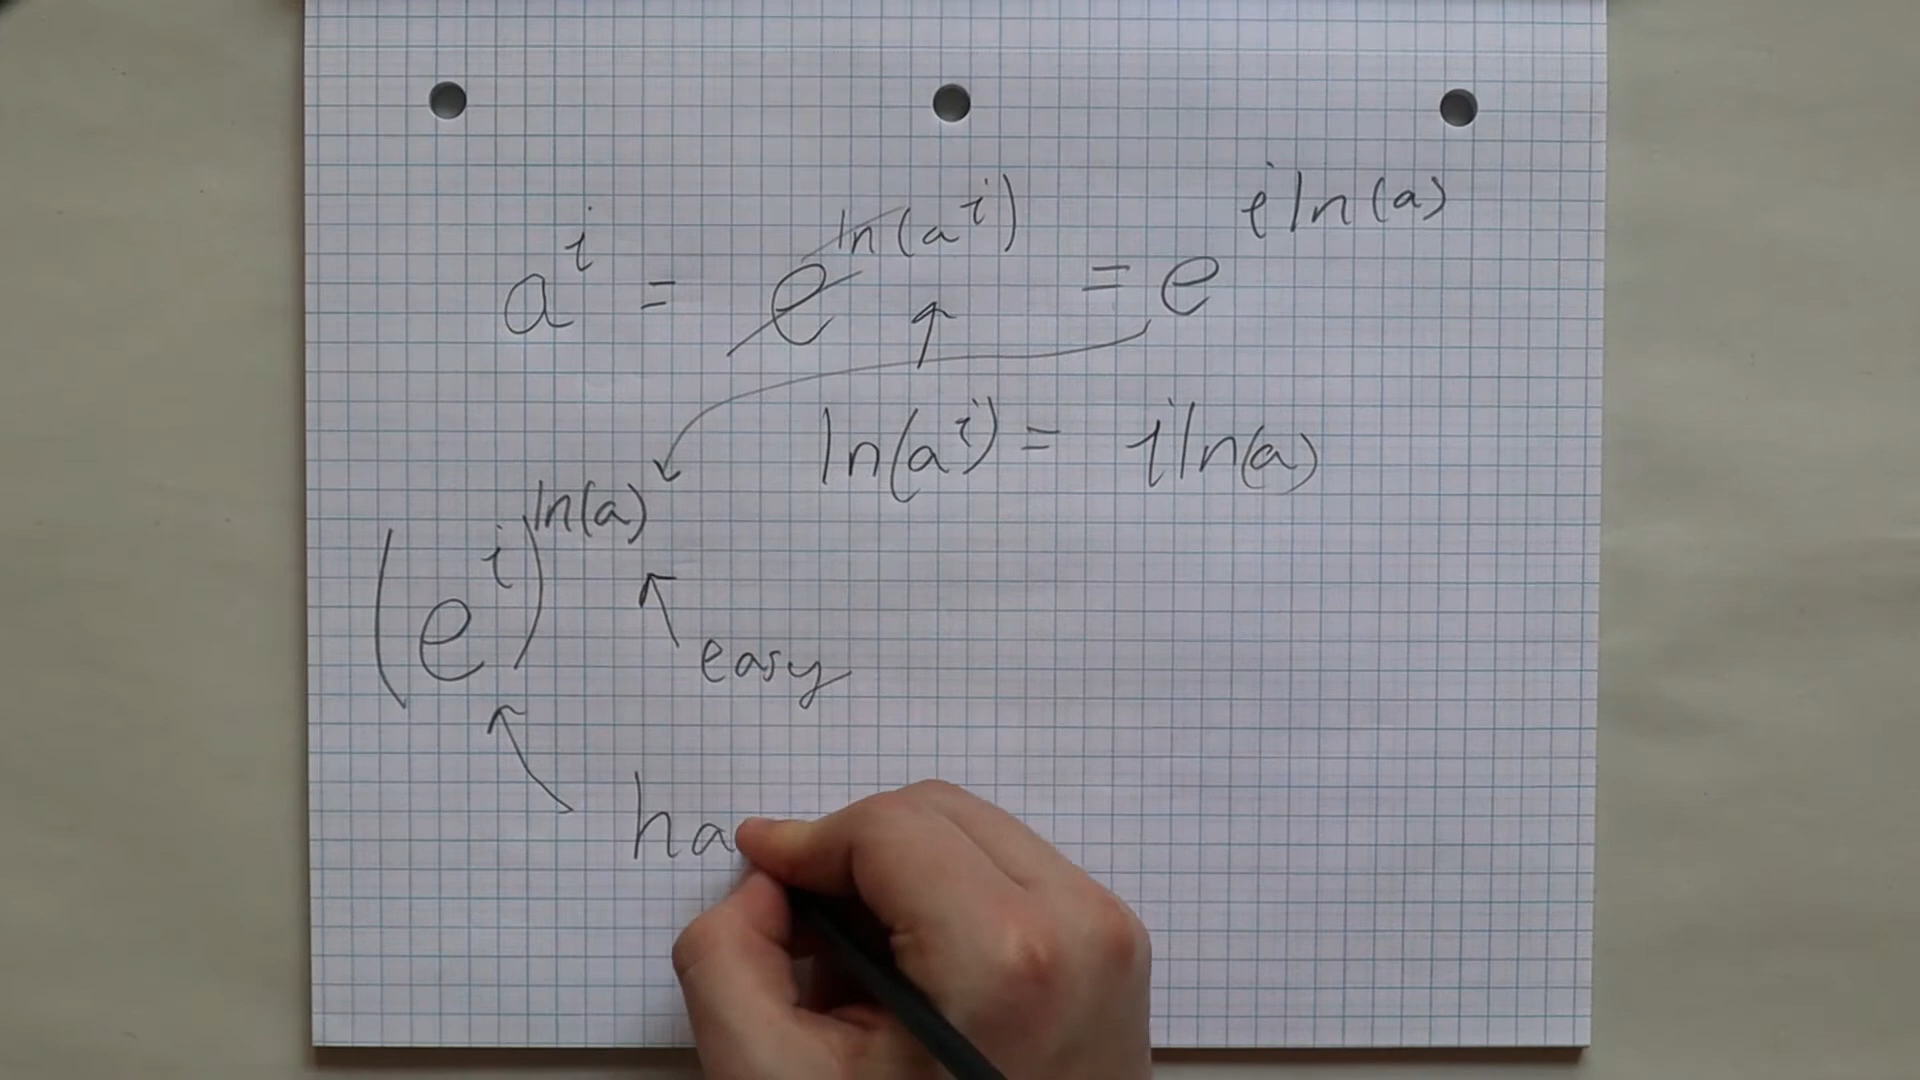 a^i = e^ln(a^i) = e^i ln(a)
ln(a^i) = i ln(a)
(e^i)^ln(a)
easy
ha